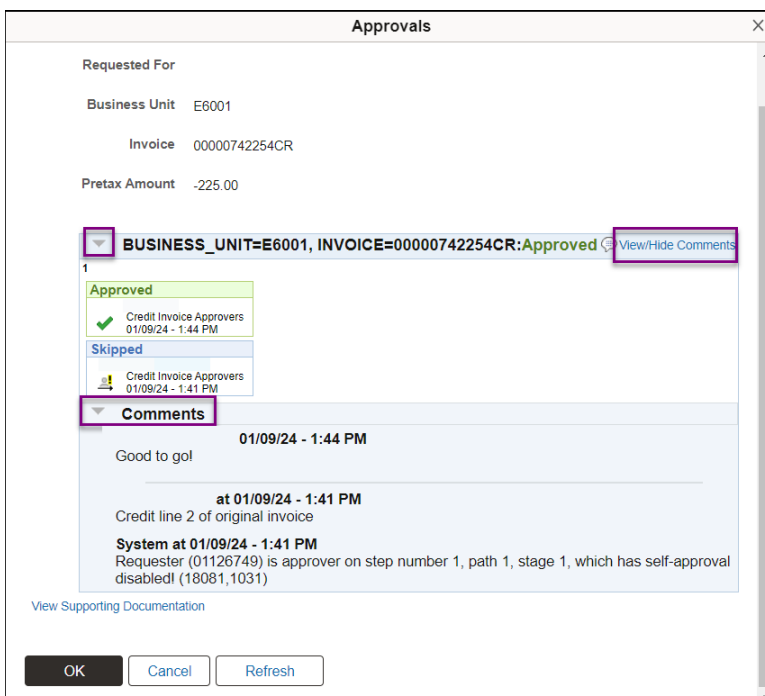 Approvals
Requested For
Business Unit E6001
Invoice 00000742254CR
Pretax Amount -225.00
BUSINESS_UNIT=E6001, INVOICE=00000742254CR:Approved View/Hide Comments
1
Approved
Credit Invoice Approvers
01/09/24 - 1:44 PM
Skipped
Credit Invoice Approvers
01/09/24 - 1:41 PM
Comments
01/09/24 - 1:44 PM
Good to go!
at 01/09/24 - 1:41 PM
Credit line 2 of original invoice
System at 01/09/24 - 1:41 PM
Requester (01126749) is approver on step number 1, path 1, stage 1, which has self-approval
disabled! (18081,1031)
View Supporting Documentation
OK Cancel Refresh